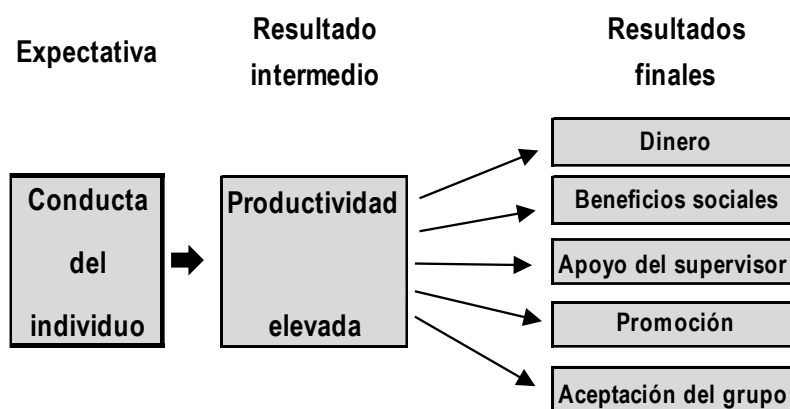 Expectativa
Resultado
intermedio
Resultados
finales
Conducta
del
individuo
Productividad
elevada
Dinero
Beneficios sociales
Apoyo del supervisor
Promoción
Aceptación del grupo